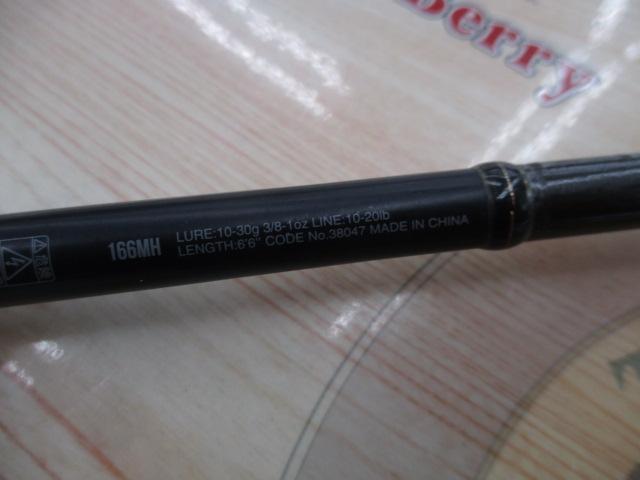 berry
166MH
LURE:10-30g 3/8-1oz LINE:10-20lb
LENGTH:6'6" CODE No.38047 MADE IN CHINA